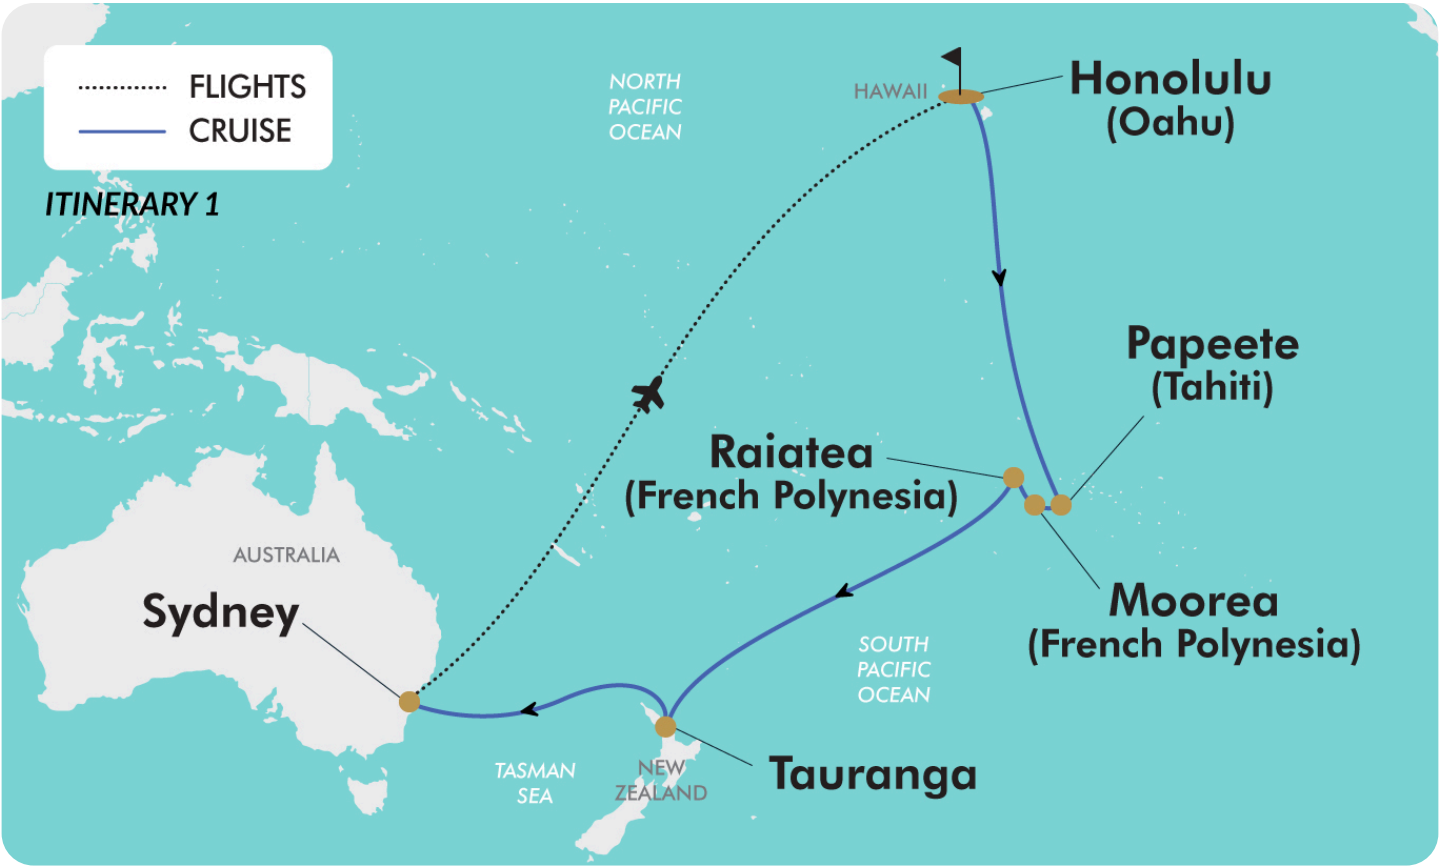 FLIGHTS
CRUISE
ITINERARY 1
NORTH
PACIFIC
OCEAN
HAWAII
Honolulu
(Oahu)
Papeete
(Tahiti)
Raiatea
(French Polynesia)
AUSTRALIA
Sydney
Moorea
(French Polynesia)
SOUTH
PACIFIC
OCEAN
TASMAN
SEA
NEW
ZEALAND
Tauranga